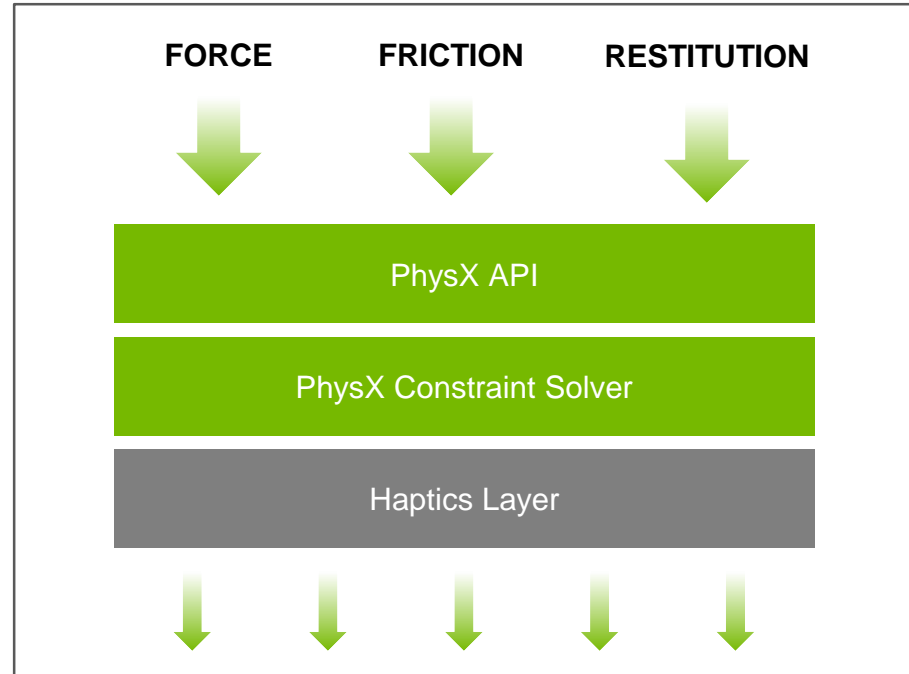 FORCE FRICTION RESTITUTION
PhysX API
PhysX Constraint Solver
Haptics Layer